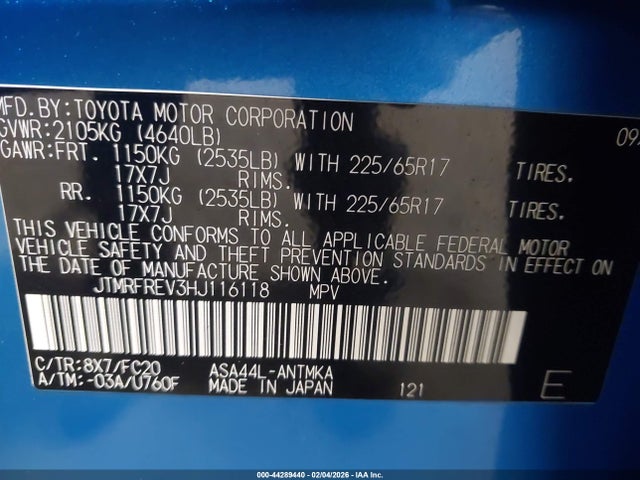 MFD.BY:TOYOTA MOTOR CORPORATION 09
GVWR:2105KG (4640LB)
GAWR:FRT. 1150KG (2535LB) WITH 225/65R17 TIRES.
17X7J RIMS.
RR. 1150KG (2535LB) WITH 225/65R17 TIRES.
17X7J RIMS.
THIS VEHICLE CONFORMS TO ALL APPLICABLE FEDERAL MOTOR
VEHICLE SAFETY AND THEFT PREVENTION STANDARDS IN EFFECT ON
THE DATE OF MANUFACTURE SHOWN ABOVE.
JTMRFREV3HJ116118 MPV
C/TR:8X7/FC20 ASA44L-ANTMKA
A/TM:-03A/U760F MADE IN JAPAN 121 E
000-44289440 - 02/04/2026 - IAA Inc.